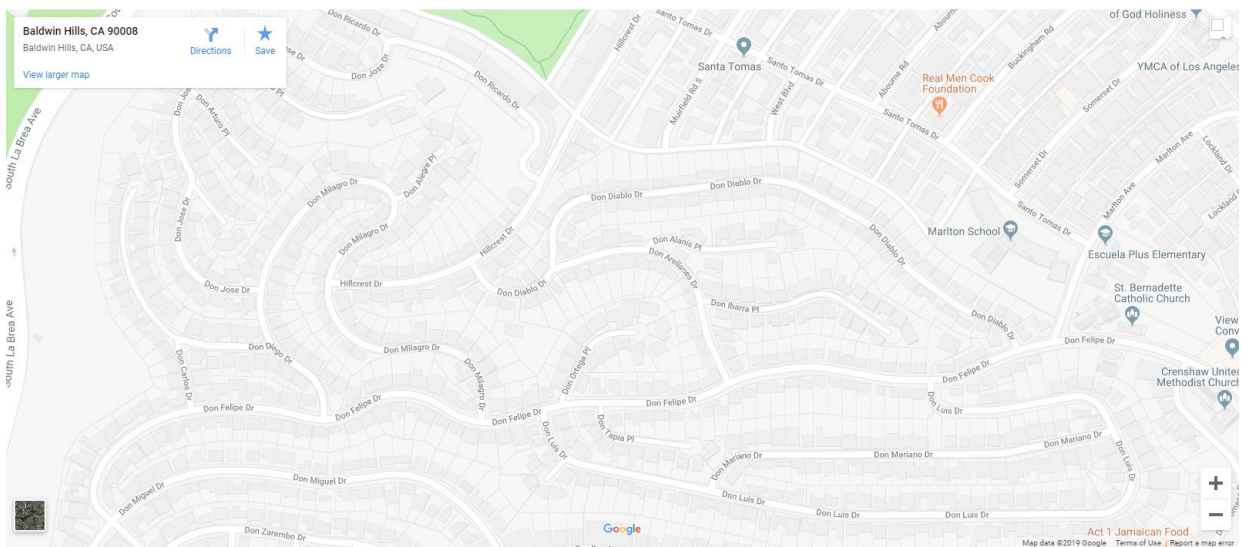 Baldwin Hills, CA 90008
Baldwin Hills, CA, USA
View larger map
Directions
Save
of God Holiness
YMCA of Los Angeles
Don Ricardo Dr
Don Jose Dr
Hillcrest Dr
Santa Tomas
Santo Tomas Dr
Abourne Rd
Buckingham Rd
Real Men Cook
Foundation
Somerset Dr
Don Ricardo Dr
Don Arturo Pl
Muirfield Rd S
West Blvd
Abourne Rd
Santo Tomas Dr
Marlton Ave
Lockland Dr
South La Brea Ave
Don Alegre Pl
Don Milagro Dr
Don Diablo Dr
Don Diablo Dr
Somerset Dr
Marlton Ave
Don Jose Dr
Don Milagro Dr
Hillcrest Dr
Don Diablo Dr
Santo Tomas Dr
Marlton School
Don Alanis Pl
Don Arellanes Dr
Escuela Plus Elementary
Don Jose Dr
Hillcrest Dr
Don Diablo Dr
St. Bernadette
Catholic Church
Don Ibarra Pl
Don Diablo Dr
South La Brea Ave
View
Conv
Don Diego Dr
Don Milagro Dr
Don Felipe Dr
Don Carlos Dr
Don Milagro Dr
Don Ortega Pl
Don Felipe Dr
Crenshaw United
Methodist Church
Don Felipe Dr
Don Felipe Dr
Don Felipe Dr
Don Felipe Dr
Don Luis Dr
Don Tapia Pl
Don Luis Dr
Don Mariano Dr
Don Mariano Dr
Don Mariano Dr
Don Luis Dr
Don Miguel Dr
Don Miguel Dr
Don Luis Dr
Don Luis Dr
Don Zarembo Dr
Google
Act 1 Jamaican Food
Map data ©2019 Google
Terms of Use
Report a map error